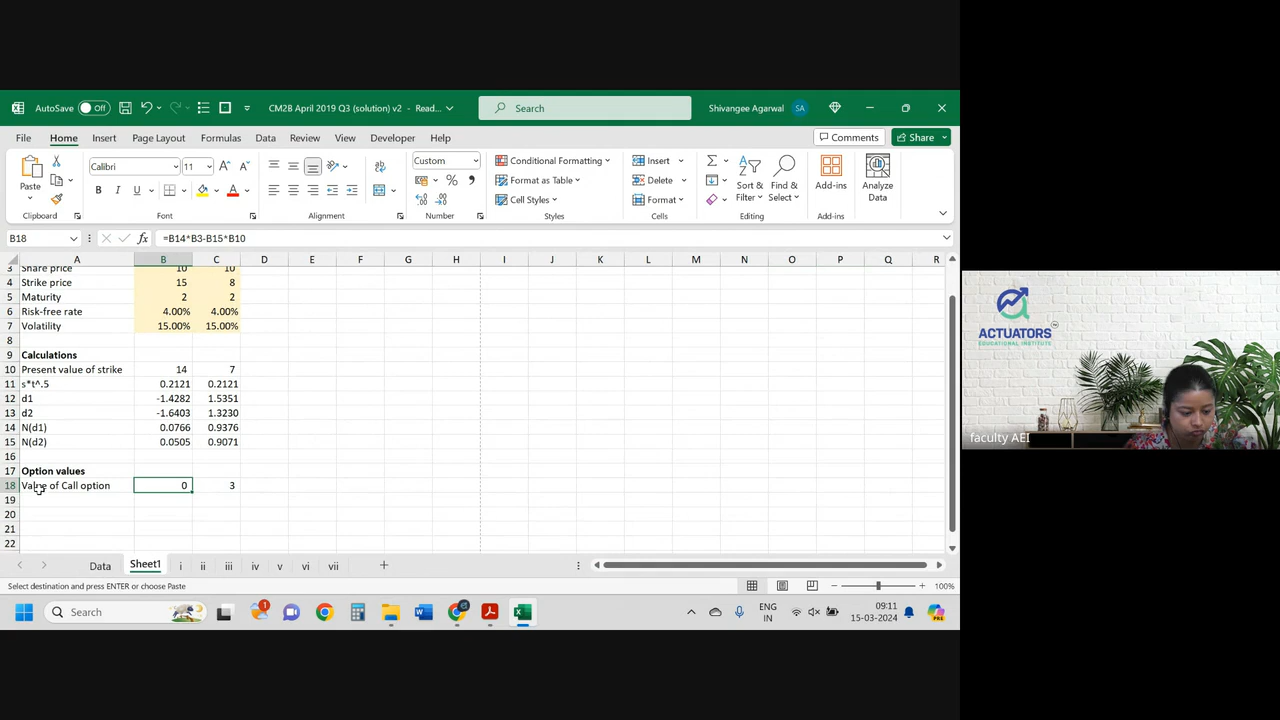 AutoSave Off CM2B April 2019 Q3 (solution) v2 - Read... Search Shivangee Agarwal SA
File Home Insert Page Layout Formulas Data Review View Developer Help Comments Share
Calibri 11 Custom Conditional Formatting Insert
Paste Format as Table Delete Sort & Filter Find & Select Add-ins Analyze Data
B I U Cell Styles Format
Clipboard Font Alignment Number Styles Cells Editing Add-ins
B18 fx =B14*B3-B15*B10
A B C D E F G H I J K L M N O P Q R
3 Share price 10 10
4 Strike price 15 8
5 Maturity 2 2
6 Risk-free rate 4.00% 4.00%
7 Volatility 15.00% 15.00%
8
9 Calculations
10 Present value of strike 14 7
11 s*t^.5 0.2121 0.2121
12 d1 -1.4282 1.5351
13 d2 -1.6403 1.3230
14 N(d1) 0.0766 0.9376
15 N(d2) 0.0505 0.9071
16
17 Option values
18 Value of Call option 0 3
19
20
21
22
Data Sheet1 i ii iii iv v vi vii
Select destination and press ENTER or choose Paste 100%
Search 1 ENG IN 09:11 15-03-2024
ACTUATORS
EDUCATIONAL INSTITUTE
faculty AEI